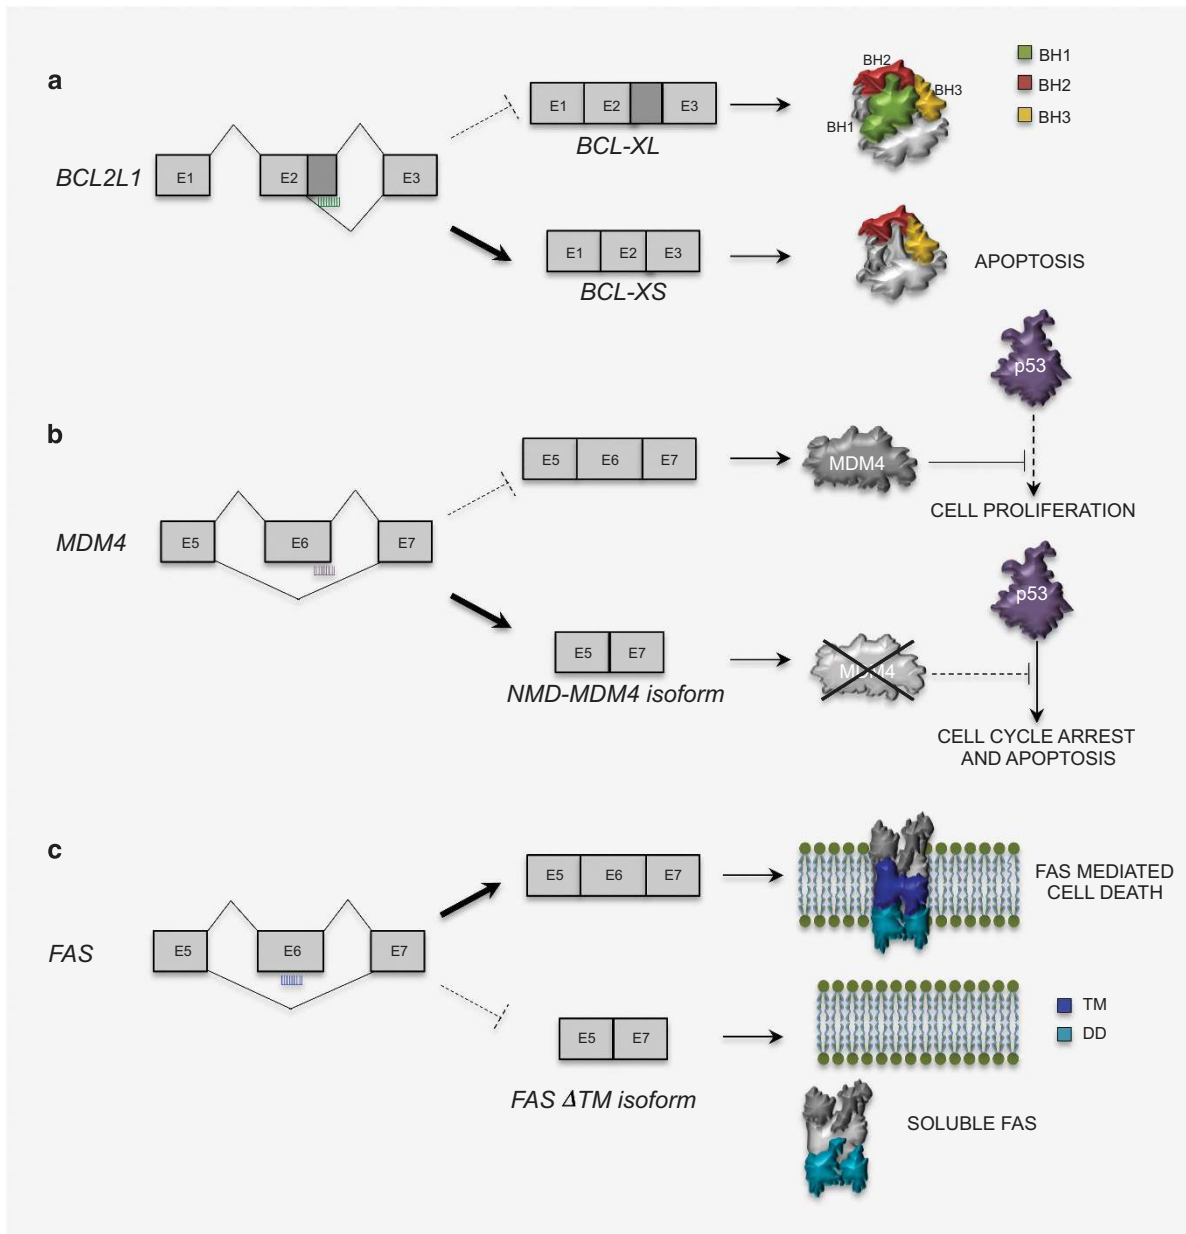 a
BCL2L1
E1
E2
E3
E1
E2
E3
BCL-XL
BH2
BH3
BH1
BH1
BH2
BH3
E1
E2
E3
BCL-XS
APOPTOSIS
b
MDM4
E5
E6
E7
E5
E6
E7
MDM4
p53
CELL PROLIFERATION
E5
E7
NMD-MDM4 isoform
MDM4
p53
CELL CYCLE ARREST
AND APOPTOSIS
c
FAS
E5
E6
E7
E5
E6
E7
FAS MEDIATED
CELL DEATH
E5
E7
FAS ΔTM isoform
TM
DD
SOLUBLE FAS